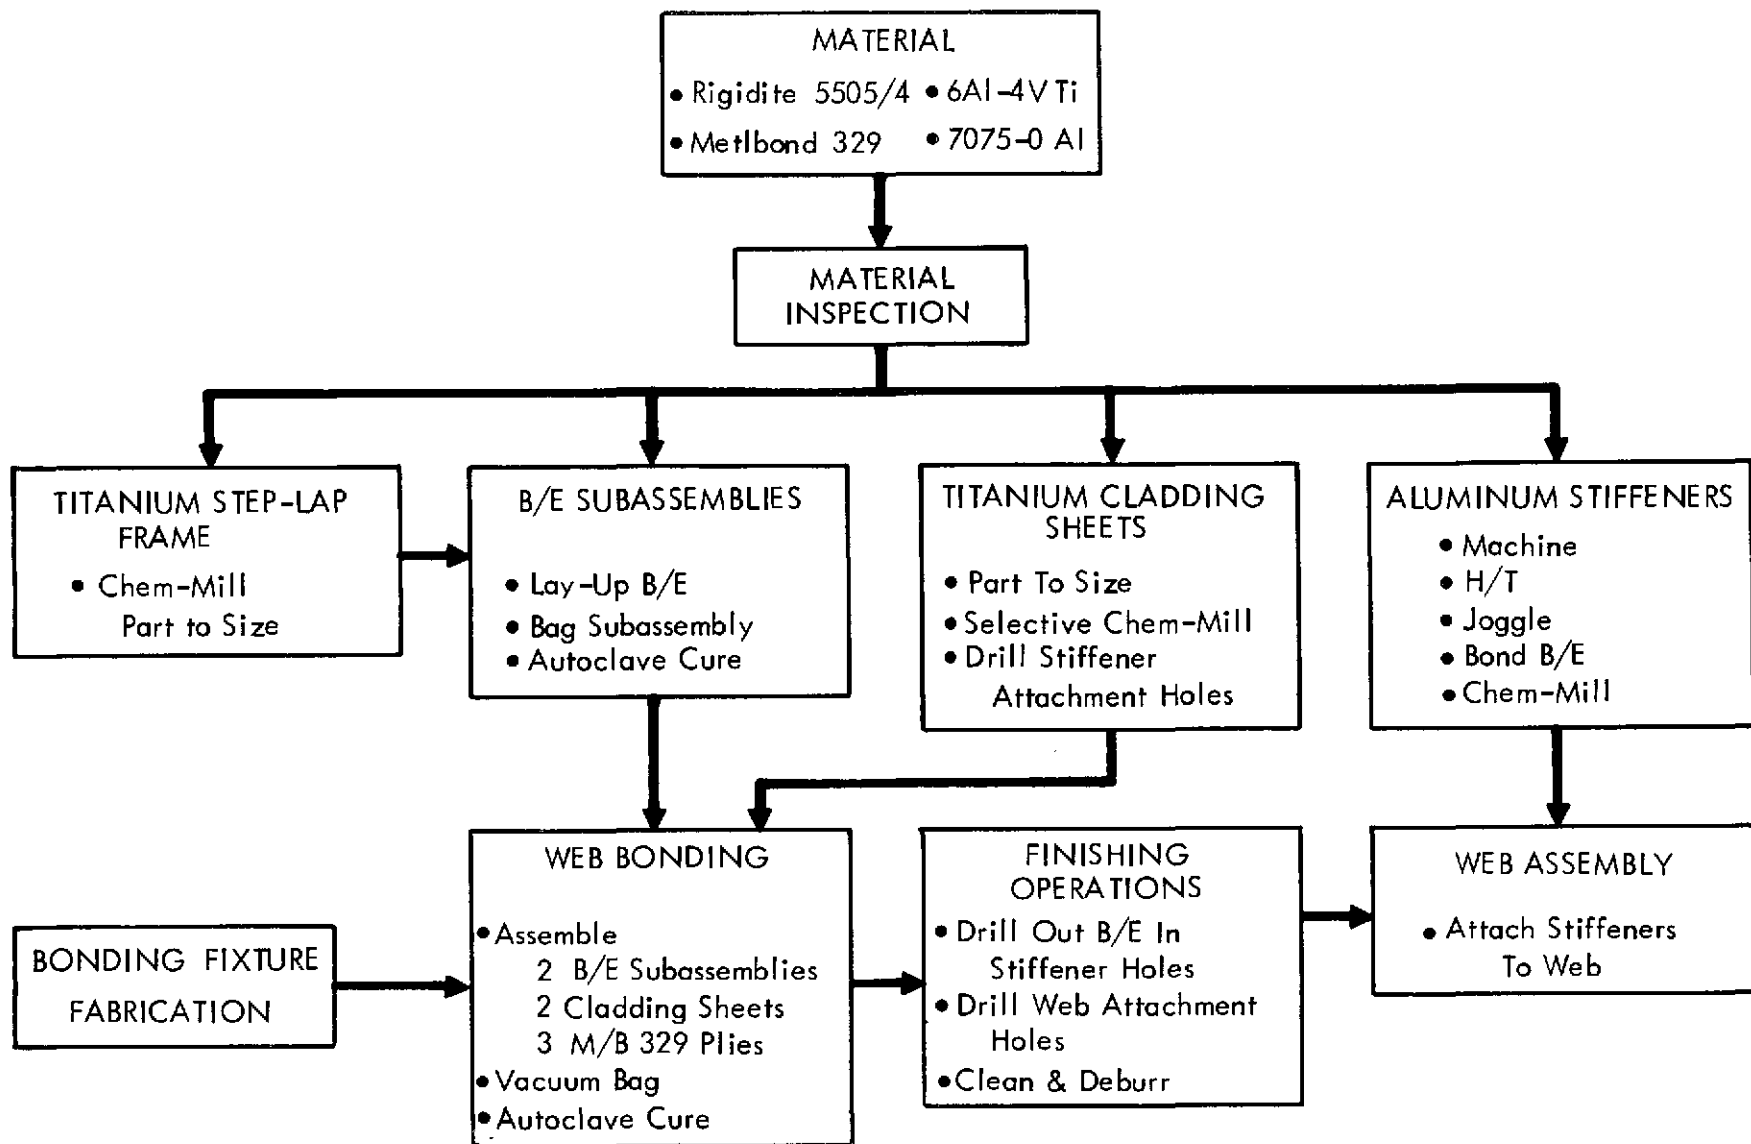 MATERIAL
• Rigidite 5505/4 • 6Al-4V Ti
• Metlbond 329 • 7075-0 Al
MATERIAL
INSPECTION
TITANIUM STEP-LAP
FRAME
• Chem-Mill
Part to Size
B/E SUBASSEMBLIES
• Lay-Up B/E
• Bag Subassembly
• Autoclave Cure
TITANIUM CLADDING
SHEETS
• Part To Size
• Selective Chem-Mill
• Drill Stiffener
Attachment Holes
ALUMINUM STIFFENERS
• Machine
• H/T
• Joggle
• Bond B/E
• Chem-Mill
BONDING FIXTURE
FABRICATION
WEB BONDING
• Assemble
2 B/E Subassemblies
2 Cladding Sheets
3 M/B 329 Plies
• Vacuum Bag
• Autoclave Cure
FINISHING
OPERATIONS
• Drill Out B/E In
Stiffener Holes
• Drill Web Attachment
Holes
• Clean & Deburr
WEB ASSEMBLY
• Attach Stiffeners
To Web